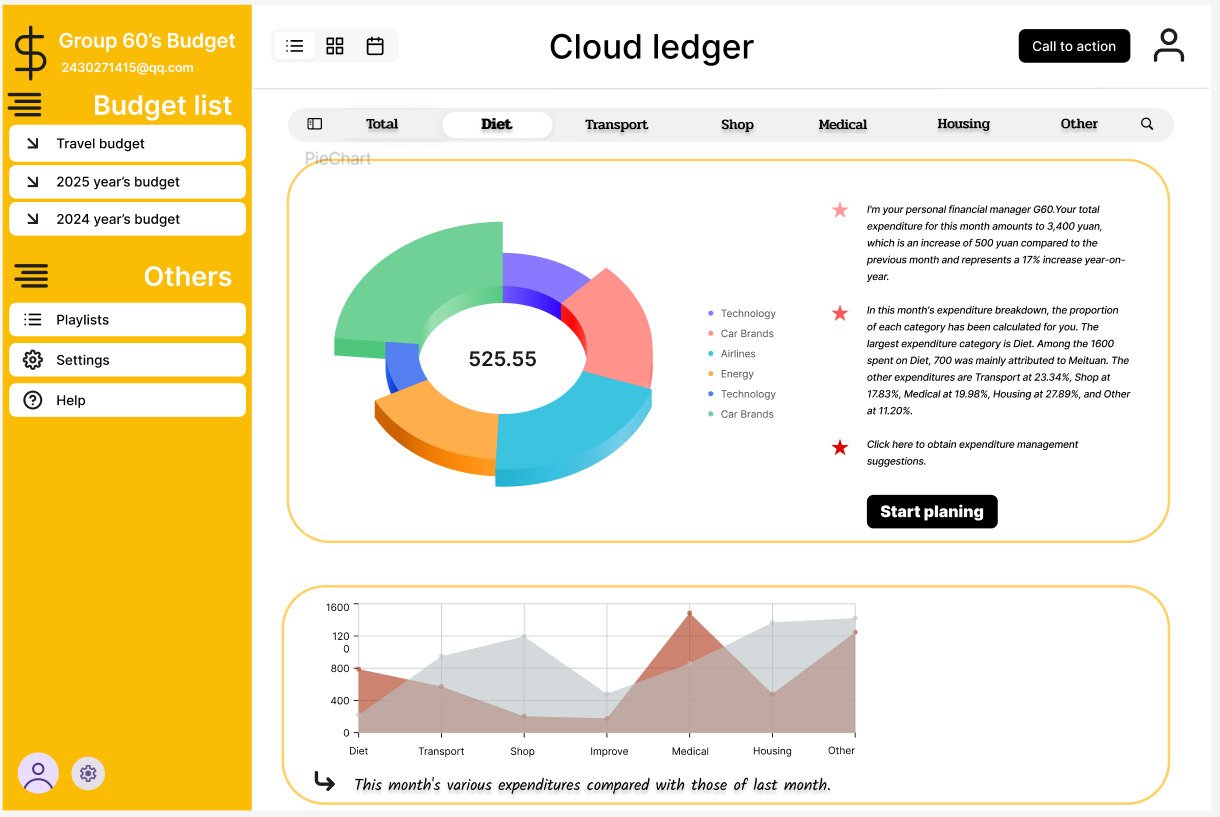 Group 60's Budget
2430271415@qq.com
Budget list
Travel budget
2025 year's budget
2024 year's budget
Others
Playlists
Settings
Help
Cloud ledger
Call to action
Total
Diet
Transport
Shop
Medical
Housing
Other
PieChart
525.55
Technology
Car Brands
Airlines
Energy
Technology
Car Brands
I'm your personal financial manager G60.Your total
expenditure for this month amounts to 3,400 yuan,
which is an increase of 500 yuan compared to the
previous month and represents a 17% increase year-on-
year.
In this month's expenditure breakdown, the proportion
of each category has been calculated for you. The
largest expenditure category is Diet. Among the 1600
spent on Diet, 700 was mainly attributed to Meituan. The
other expenditures are Transport at 23.34%, Shop at
17.83%, Medical at 19.98%, Housing at 27.89%, and Other
at 11.20%.
Click here to obtain expenditure management
suggestions.
Start planing
1600
120
0
800
400
0
Diet
Transport
Shop
Improve
Medical
Housing
Other
This month's various expenditures compared with those of last month.